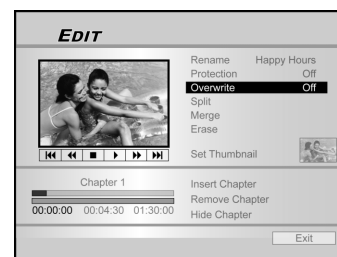 EDIT
Rename Happy Hours
Protection Off
Overwrite Off
Split
Merge
Erase
Set Thumbnail
Chapter 1
00:00:00 00:04:30 01:30:00
Insert Chapter
Remove Chapter
Hide Chapter
Exit